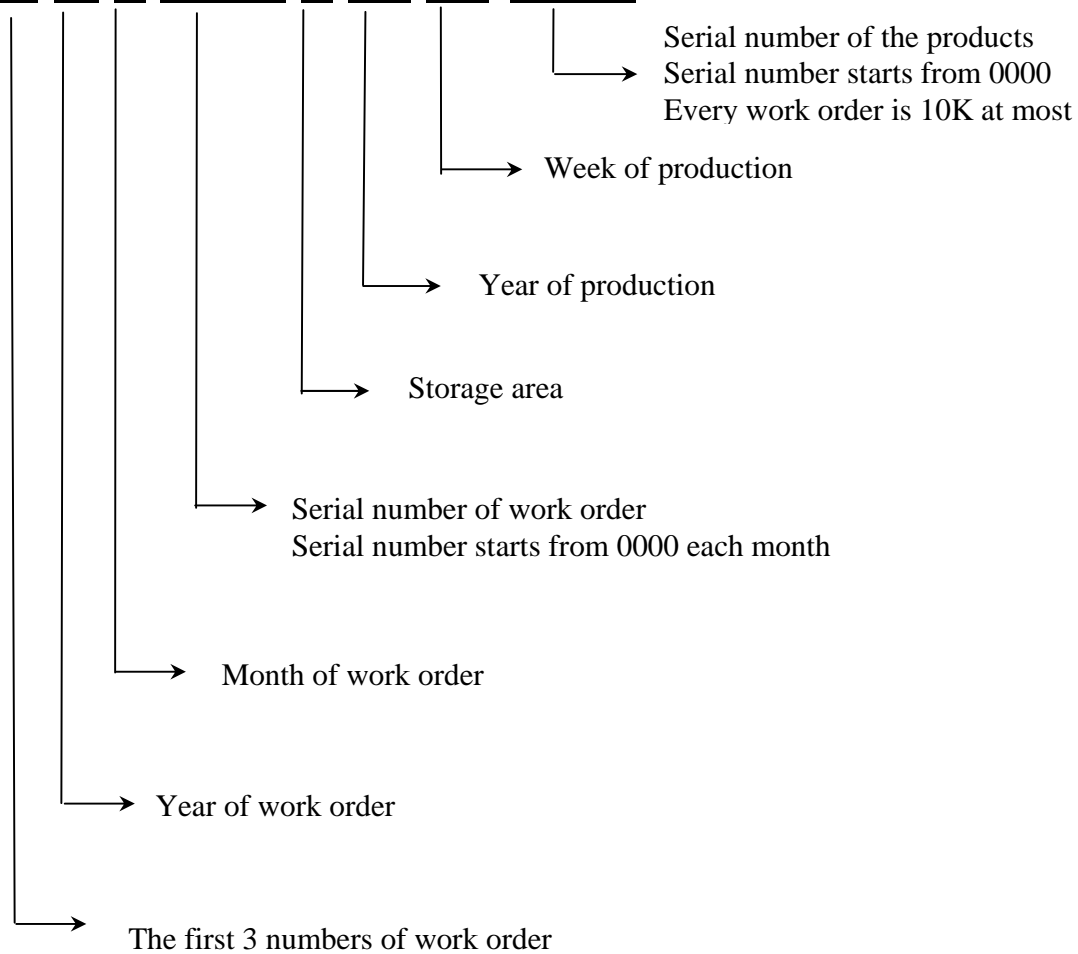 Serial number of the products
Serial number starts from 0000
Every work order is 10K at most
Week of production
Year of production
Storage area
Serial number of work order
Serial number starts from 0000 each month
Month of work order
Year of work order
The first 3 numbers of work order